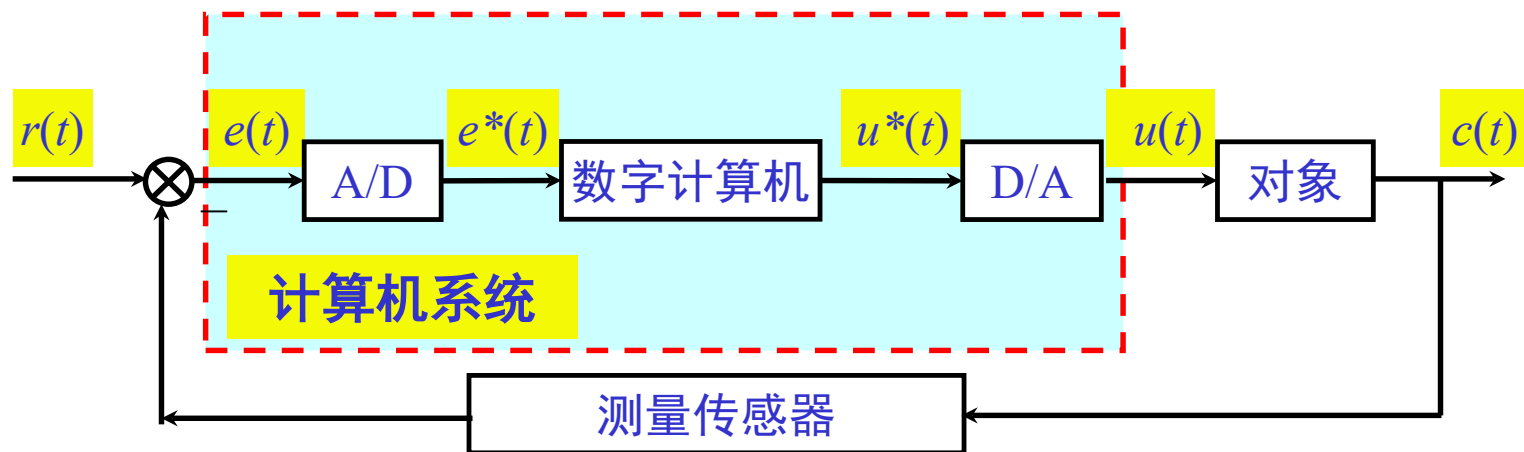 r(t)
e(t)
e*(t)
u*(t)
u(t)
c(t)
A/D
数字计算机
D/A
对象
—
计算机系统
测量传感器